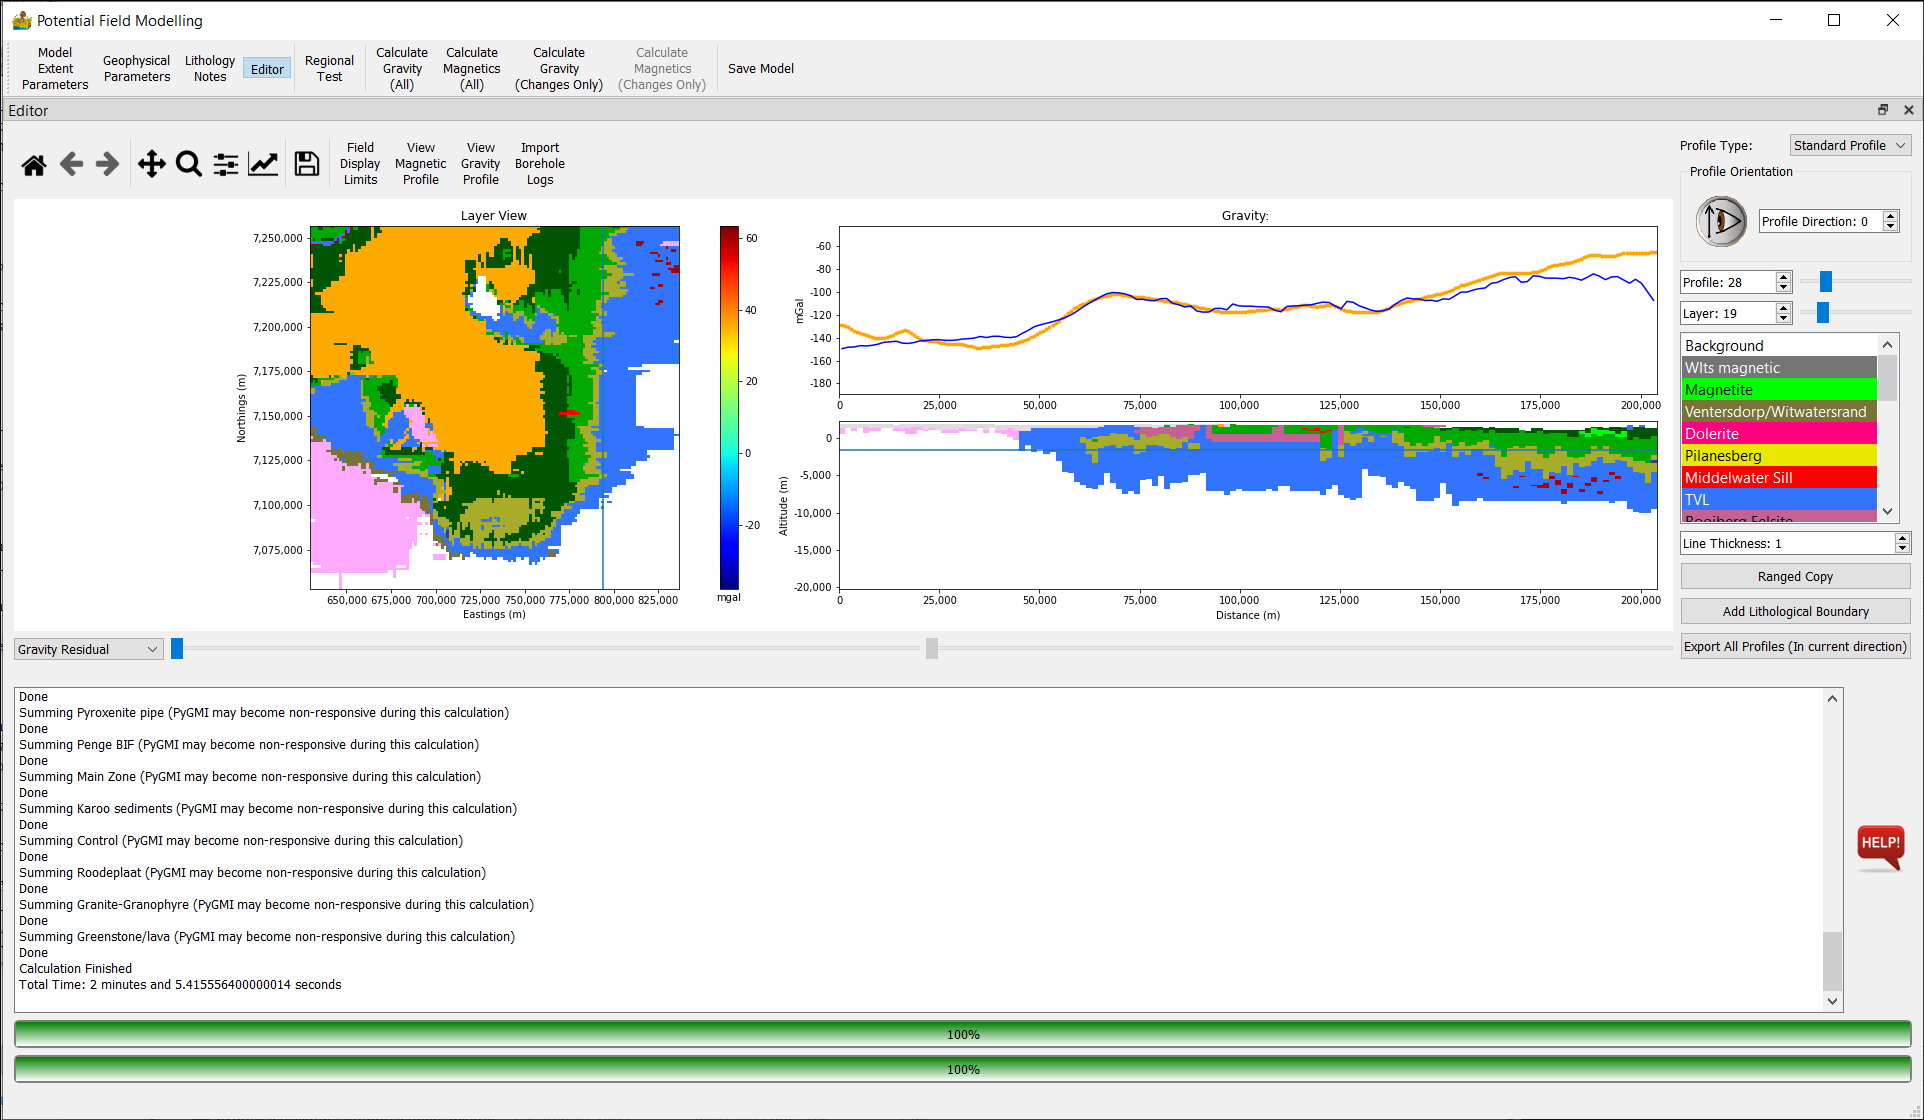 Potential Field Modelling
Model Extent Parameters
Geophysical Parameters
Lithology Notes
Editor
Regional Test
Calculate Gravity (All)
Calculate Magnetics (All)
Calculate Gravity (Changes Only)
Calculate Magnetics (Changes Only)
Save Model
Editor
Field Display Limits
View Magnetic Profile
View Gravity Profile
Import Borehole Logs
Profile Type:
Standard Profile
Profile Orientation
Profile Direction: 0
Profile: 28
Layer: 19
Background
WIts magnetic
Magnetite
Ventersdorp/Witwatersrand
Dolerite
Pilanesberg
Middelwater Sill
TVL
Rooiberg Felsite
Line Thickness: 1
Ranged Copy
Add Lithological Boundary
Export All Profiles (In current direction)
Layer View
Northings (m)
7,250,000
7,225,000
7,200,000
7,175,000
7,150,000
7,125,000
7,100,000
7,075,000
650,000 675,000 700,000 725,000 750,000 775,000 800,000 825,000
Eastings (m)
60
40
20
0
-20
mgal
Gravity:
mGal
-60
-80
-100
-120
-140
-160
-180
0 25,000 50,000 75,000 100,000 125,000 150,000 175,000 200,000
Altitude (m)
0
-5,000
-10,000
-15,000
-20,000
0 25,000 50,000 75,000 100,000 125,000 150,000 175,000 200,000
Distance (m)
Gravity Residual
Done
Summing Pyroxenite pipe (PyGMI may become non-responsive during this calculation)
Done
Summing Penge BIF (PyGMI may become non-responsive during this calculation)
Done
Summing Main Zone (PyGMI may become non-responsive during this calculation)
Done
Summing Karoo sediments (PyGMI may become non-responsive during this calculation)
Done
Summing Control (PyGMI may become non-responsive during this calculation)
Done
Summing Roodeplaat (PyGMI may become non-responsive during this calculation)
Done
Summing Granite-Granophyre (PyGMI may become non-responsive during this calculation)
Done
Summing Greenstone/lava (PyGMI may become non-responsive during this calculation)
Done
Calculation Finished
Total Time: 2 minutes and 5.415556400000014 seconds
HELP!
100%
100%